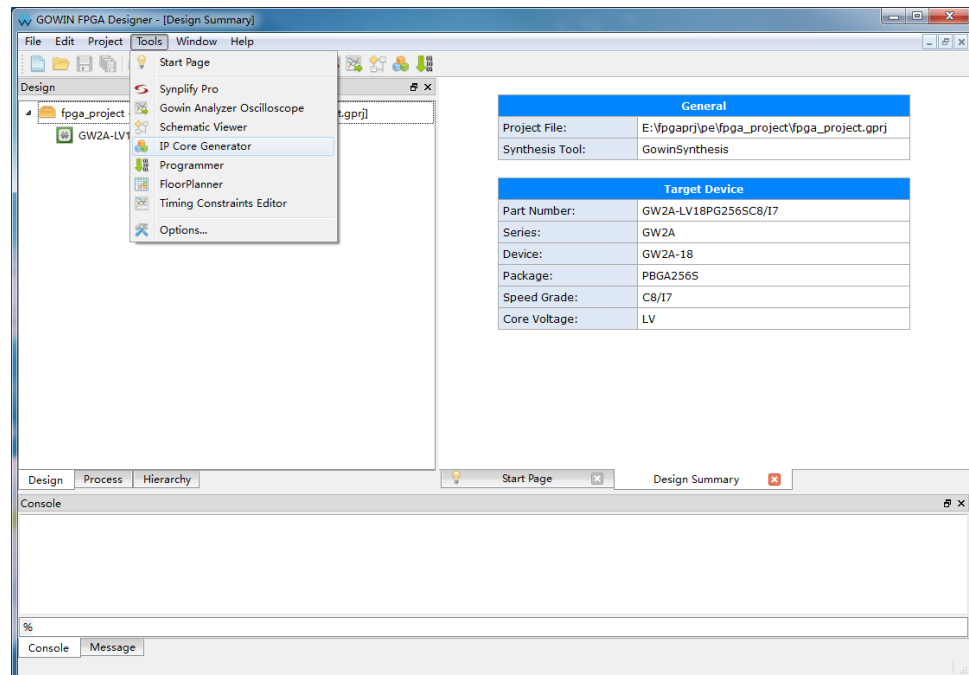 GOWIN FPGA Designer - [Design Summary]
File Edit Project Tools Window Help
Design
fpga_project
t.gprj]
GW2A-LV1
Start Page
Synplify Pro
Gowin Analyzer Oscilloscope
Schematic Viewer
IP Core Generator
Programmer
FloorPlanner
Timing Constraints Editor
Options...
General
Project File: E:\fpgaprj\pe\fpga_project\fpga_project.gprj
Synthesis Tool: GowinSynthesis
Target Device
Part Number: GW2A-LV18PG256SC8/I7
Series: GW2A
Device: GW2A-18
Package: PBGA256S
Speed Grade: C8/I7
Core Voltage: LV
Design Process Hierarchy
Start Page Design Summary
Console
%
Console Message